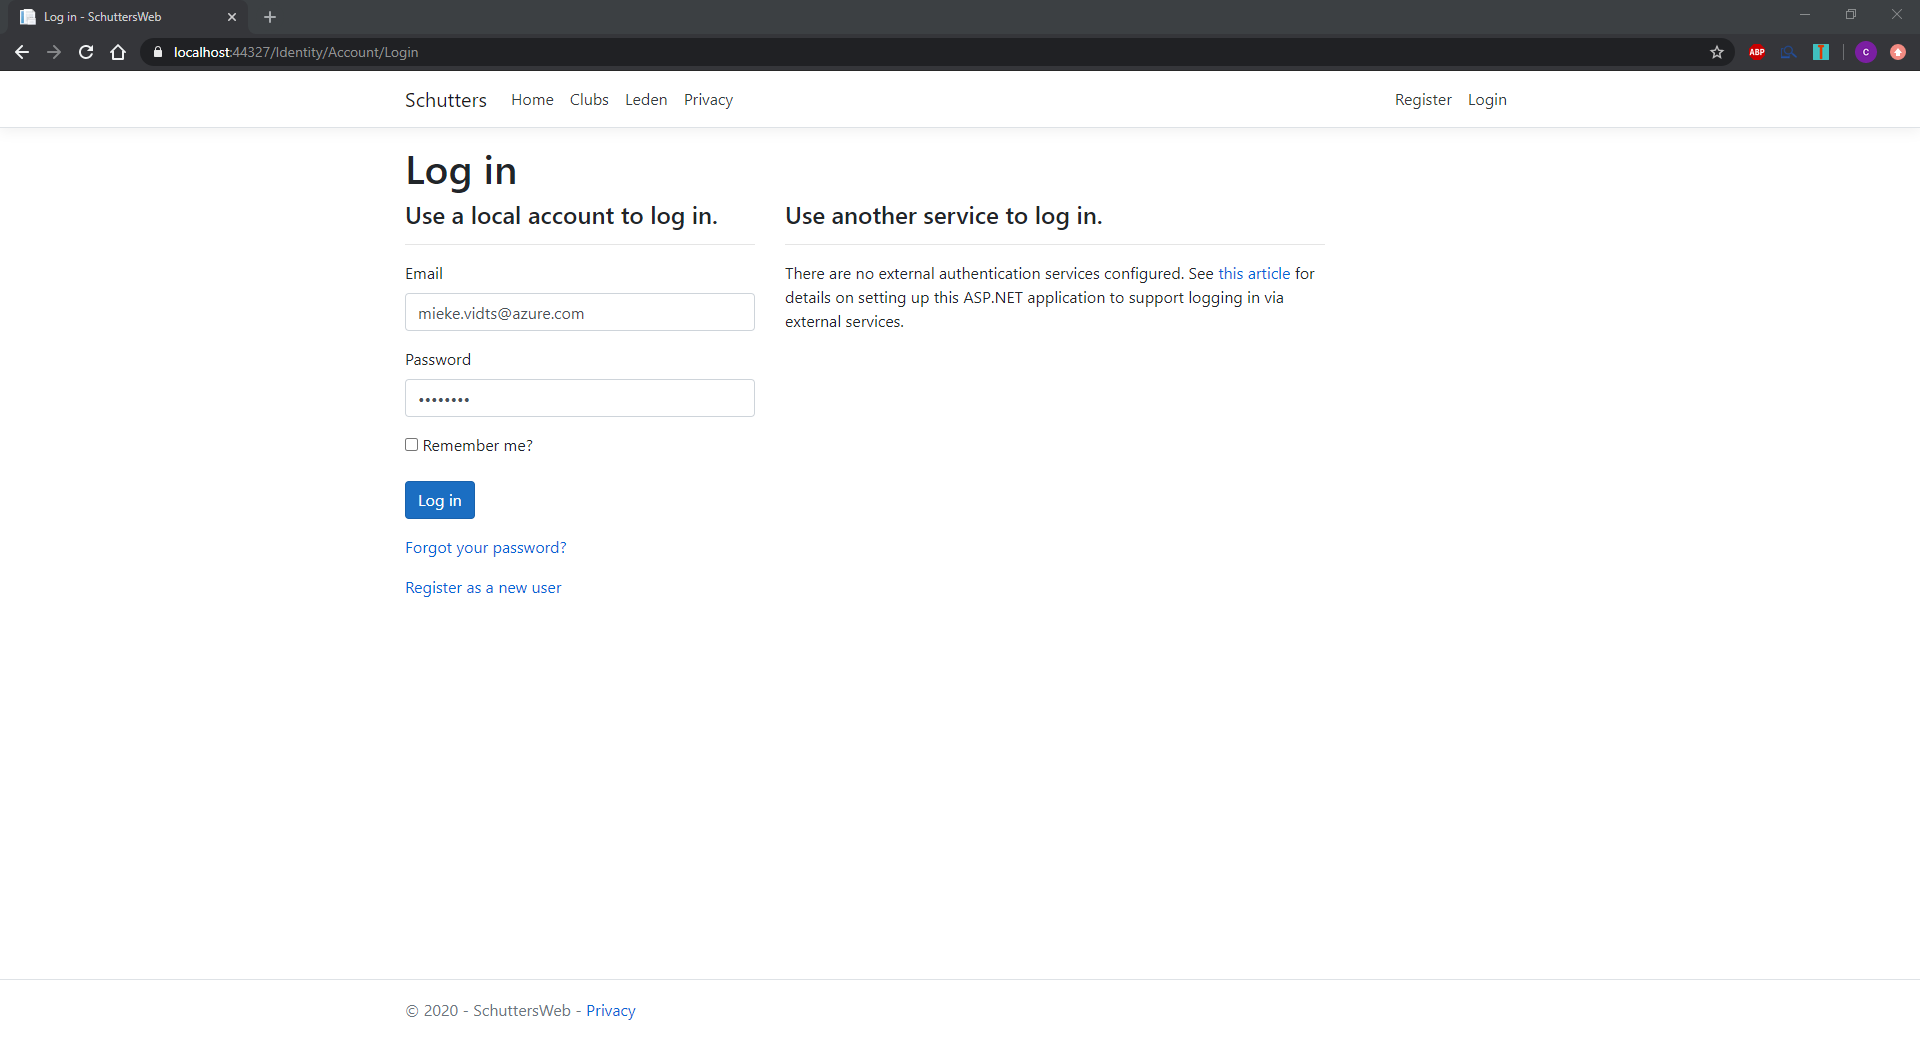 Log in - SchuttersWeb
localhost:44327/Identity/Account/Login
ABP
C
Schutters Home Clubs Leden Privacy Register Login
Log in
Use a local account to log in.
Email
mieke.vidts@azure.com
Password
••••••••
Remember me?
Log in
Forgot your password?
Register as a new user
Use another service to log in.
There are no external authentication services configured. See this article for
details on setting up this ASP.NET application to support logging in via
external services.
© 2020 - SchuttersWeb - Privacy